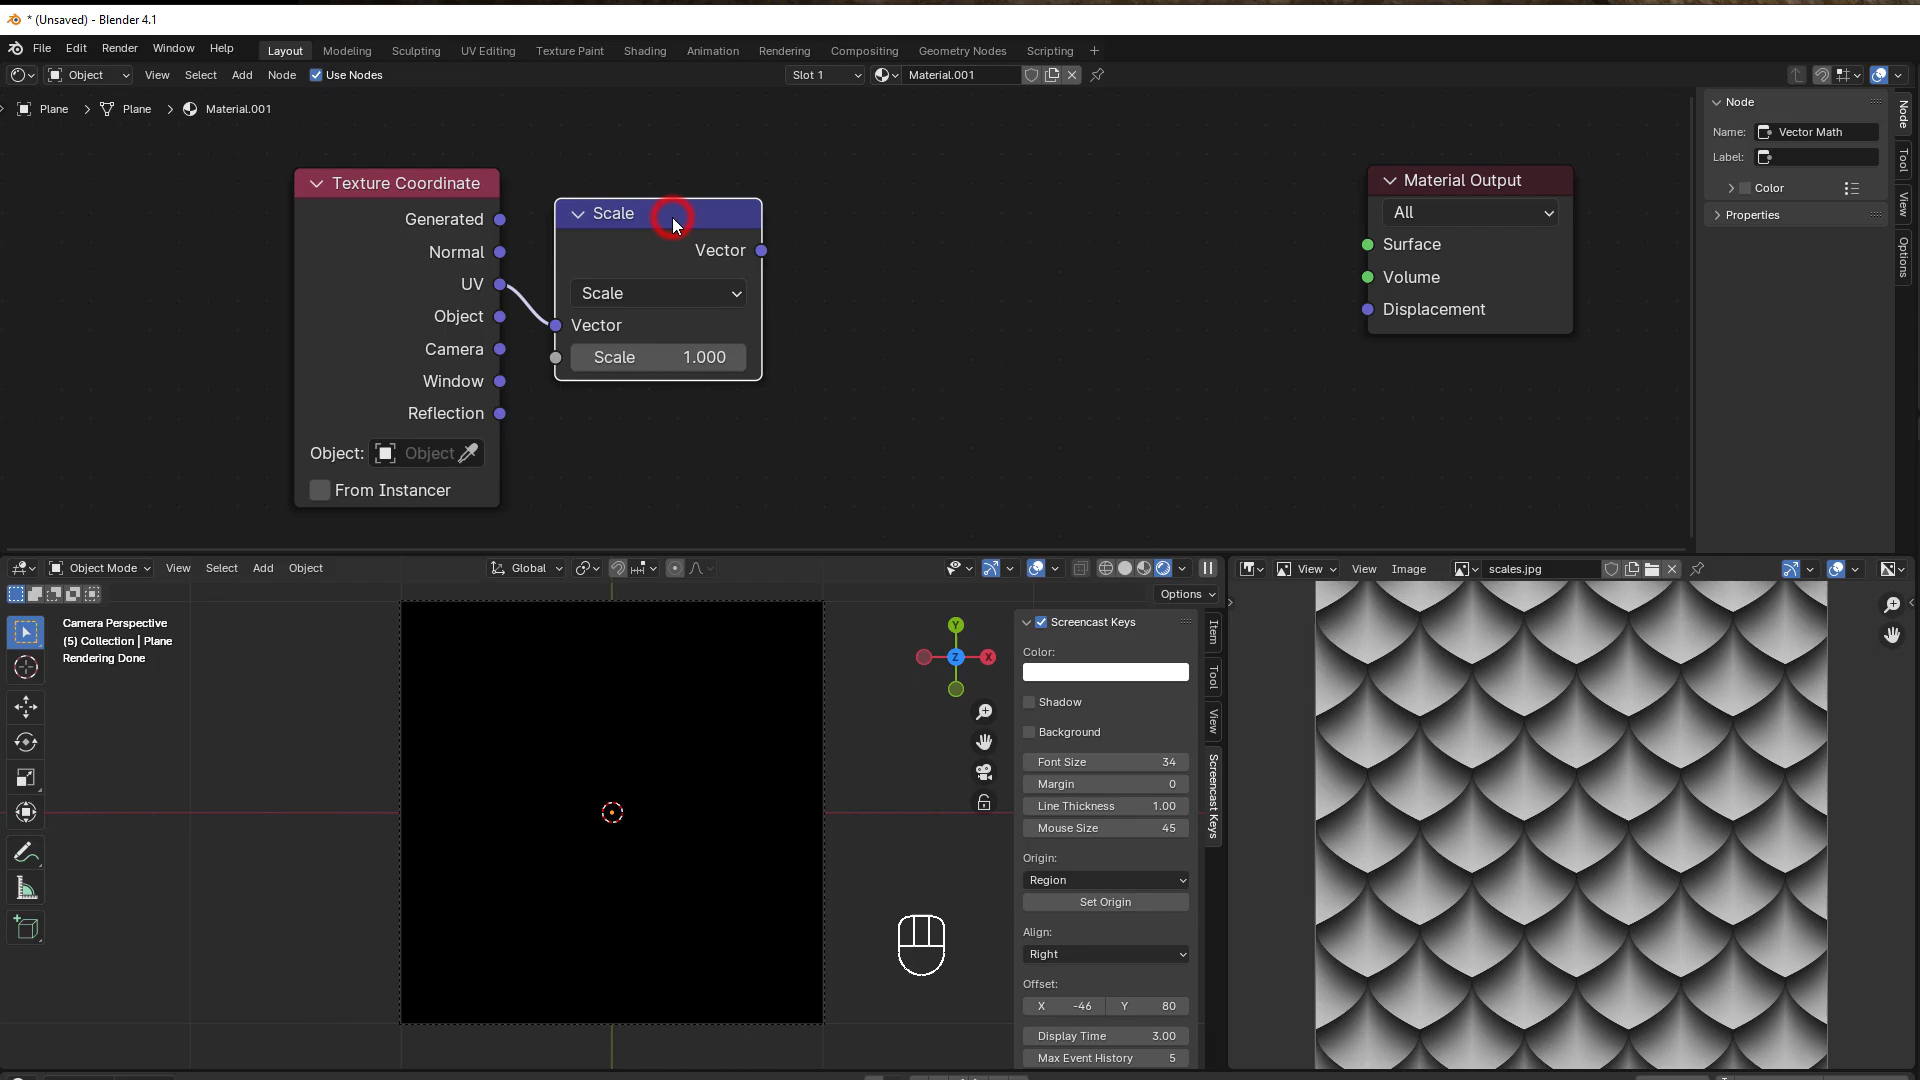 * (Unsaved) - Blender 4.1
File Edit Render Window Help Layout Modeling Sculpting UV Editing Texture Paint Shading Animation Rendering Compositing Geometry Nodes Scripting +
Object View Select Add Node Use Nodes Slot 1 Material.001
Plane > Plane > Material.001
Node
Name: Vector Math
Label:
Color
Properties
Node
Tool
View
Options
Texture Coordinate
Generated
Normal
UV
Object
Camera
Window
Reflection
Object: Object
From Instancer
Scale
Vector
Scale
Vector
Scale 1.000
Material Output
All
Surface
Volume
Displacement
Object Mode View Select Add Object Global
Options
Camera Perspective
(5) Collection | Plane
Rendering Done
Y
Z
X
Screencast Keys
Color:
Shadow
Background
Font Size 34
Margin 0
Line Thickness 1.00
Mouse Size 45
Origin:
Region
Set Origin
Align:
Right
Offset:
X -46 Y 80
Display Time 3.00
Max Event History 5
Item
Tool
View
Screencast Keys
View View Image scales.jpg